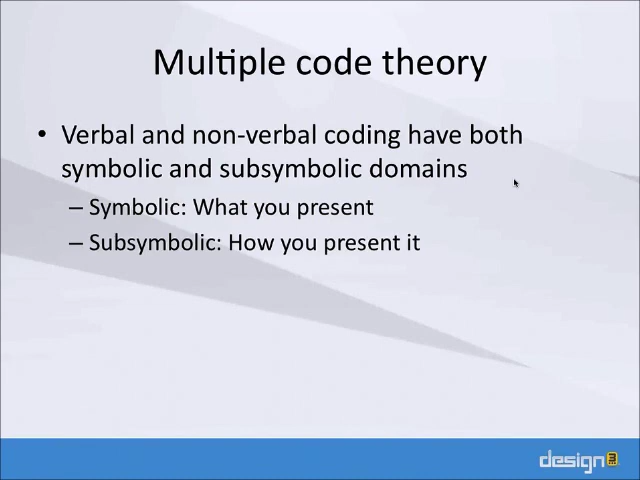 Multiple code theory
• Verbal and non-verbal coding have both
symbolic and subsymbolic domains
– Symbolic: What you present
– Subsymbolic: How you present it
design3